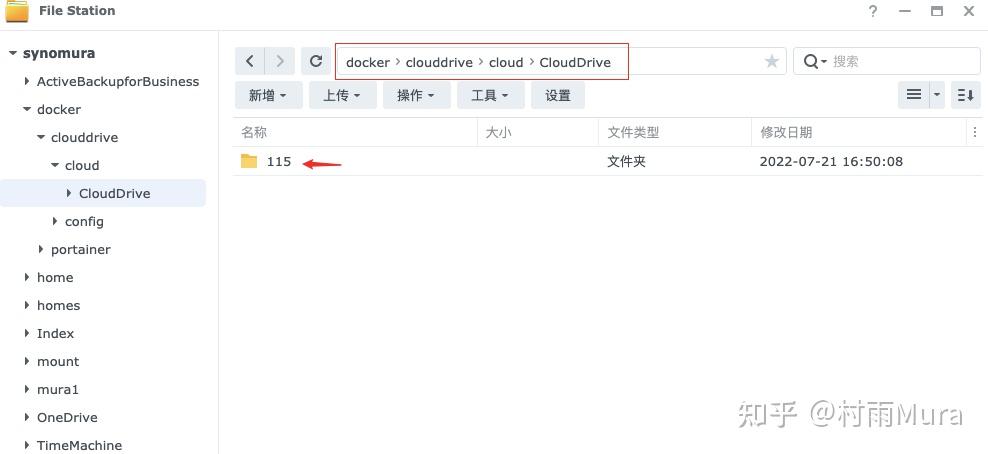 File Station
synomura
ActiveBackupforBusiness
docker
clouddrive
cloud
CloudDrive
config
portainer
home
homes
Index
mount
mura1
OneDrive
TimeMachine
docker › clouddrive › cloud › CloudDrive
搜索
新增 上传 操作 工具 设置
名称 大小 文件类型 修改日期
115 文件夹 2022-07-21 16:50:08
知乎 @村雨Mura